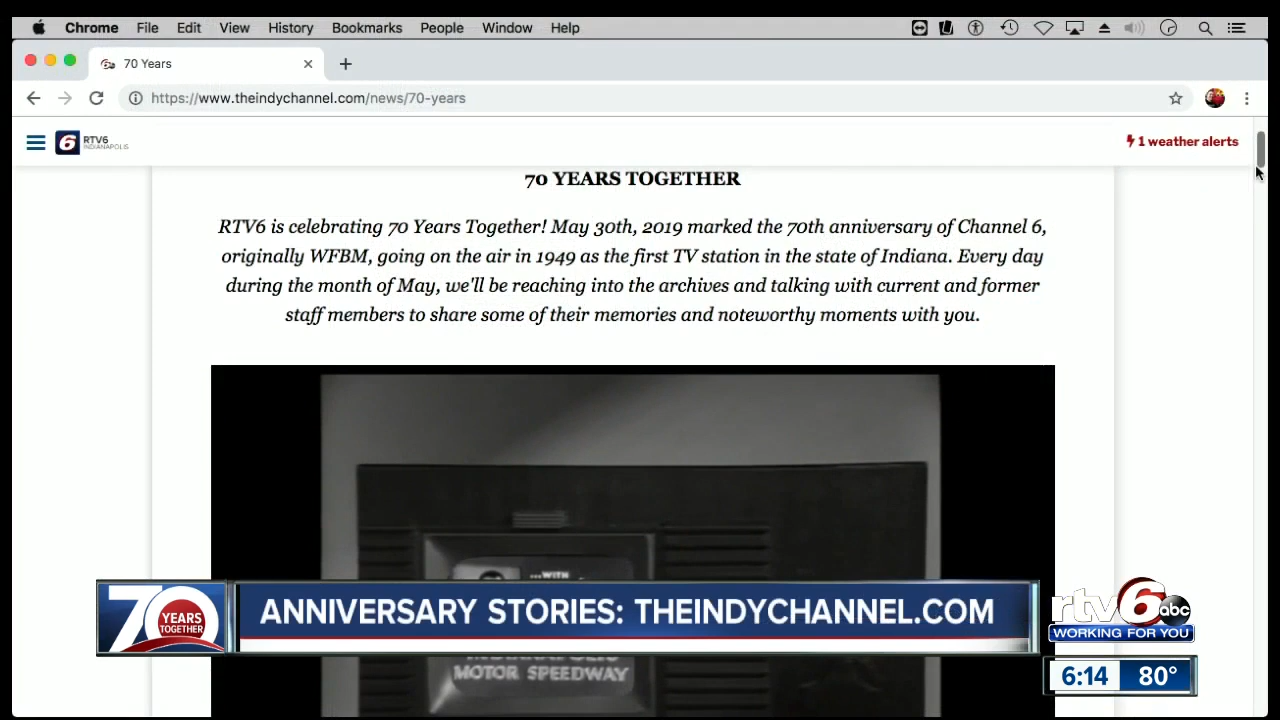 Chrome File Edit View History Bookmarks People Window Help
70 Years
https://www.theindychannel.com/news/70-years
6 RTV6
INDIANAPOLIS
1 weather alerts
70 YEARS TOGETHER
RTV6 is celebrating 70 Years Together! May 30th, 2019 marked the 70th anniversary of Channel 6,
originally WFBM, going on the air in 1949 as the first TV station in the state of Indiana. Every day
during the month of May, we'll be reaching into the archives and talking with current and former
staff members to share some of their memories and noteworthy moments with you.
...WITH
70 YEARS
TOGETHER
ANNIVERSARY STORIES: THEINDYCHANNEL.COM
rtv6 abc
WORKING FOR YOU
INDIANAPOLIS
MOTOR SPEEDWAY
6:14 80°